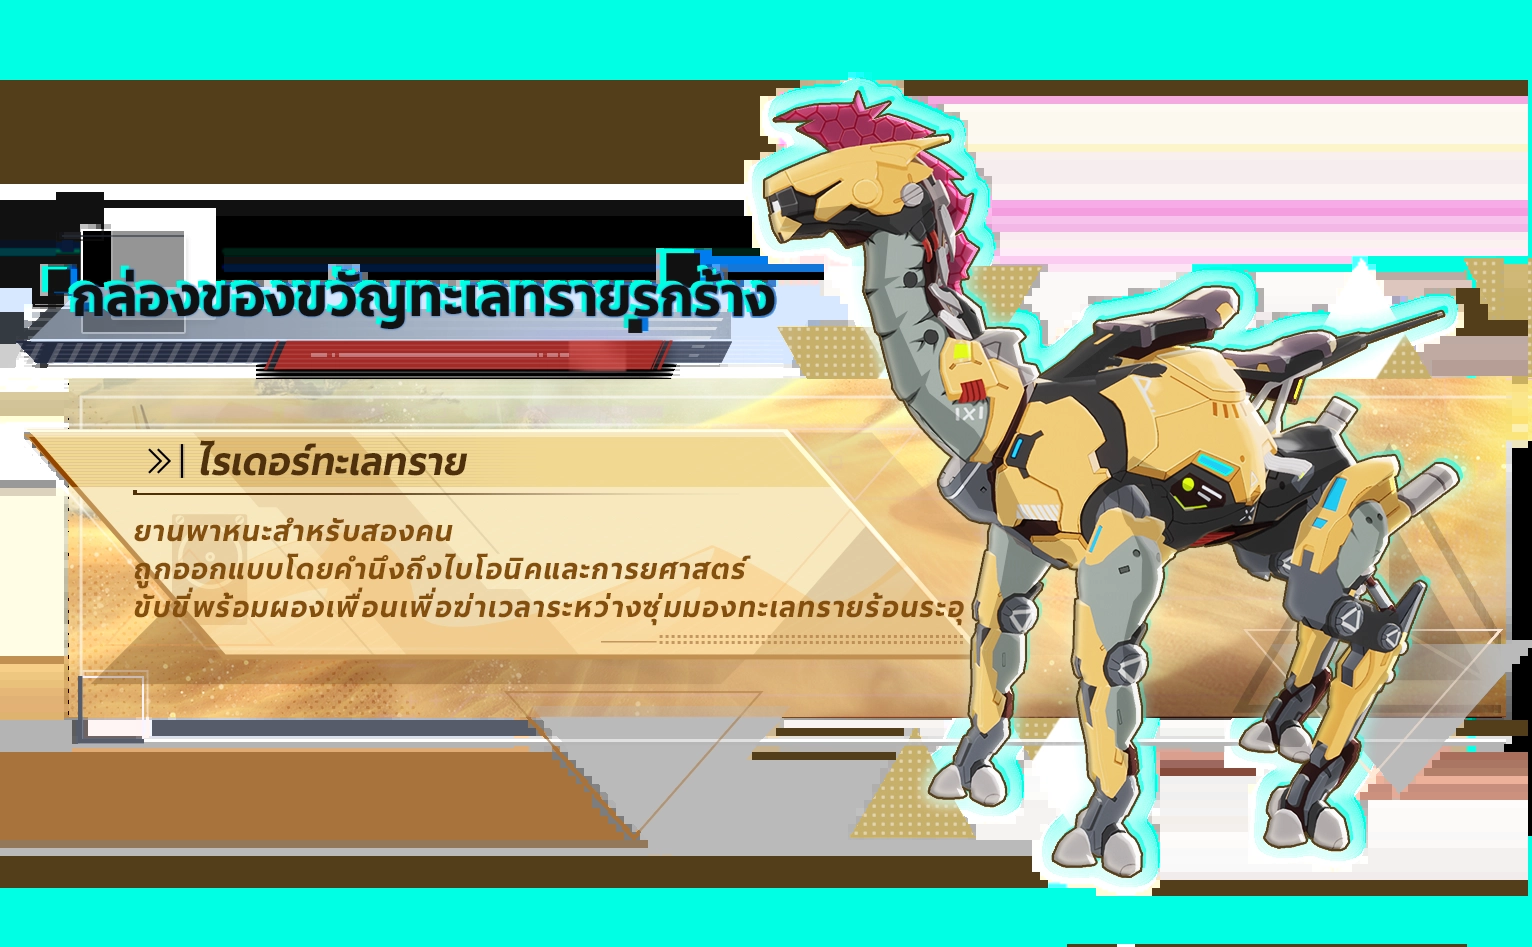 กล่องของขวัญทะเลทรายรกร้าง
ไรเดอร์ทะเลทราย
ยานพาหนะสำหรับสองคน
ถูกออกแบบโดยคำนึงถึงไบโอนิคและการยศาสตร์
ขับขี่พร้อมผองเพื่อนเพื่อฆ่าเวลาระหว่างซุ่มมองทะเลทรายร้อนระอุ